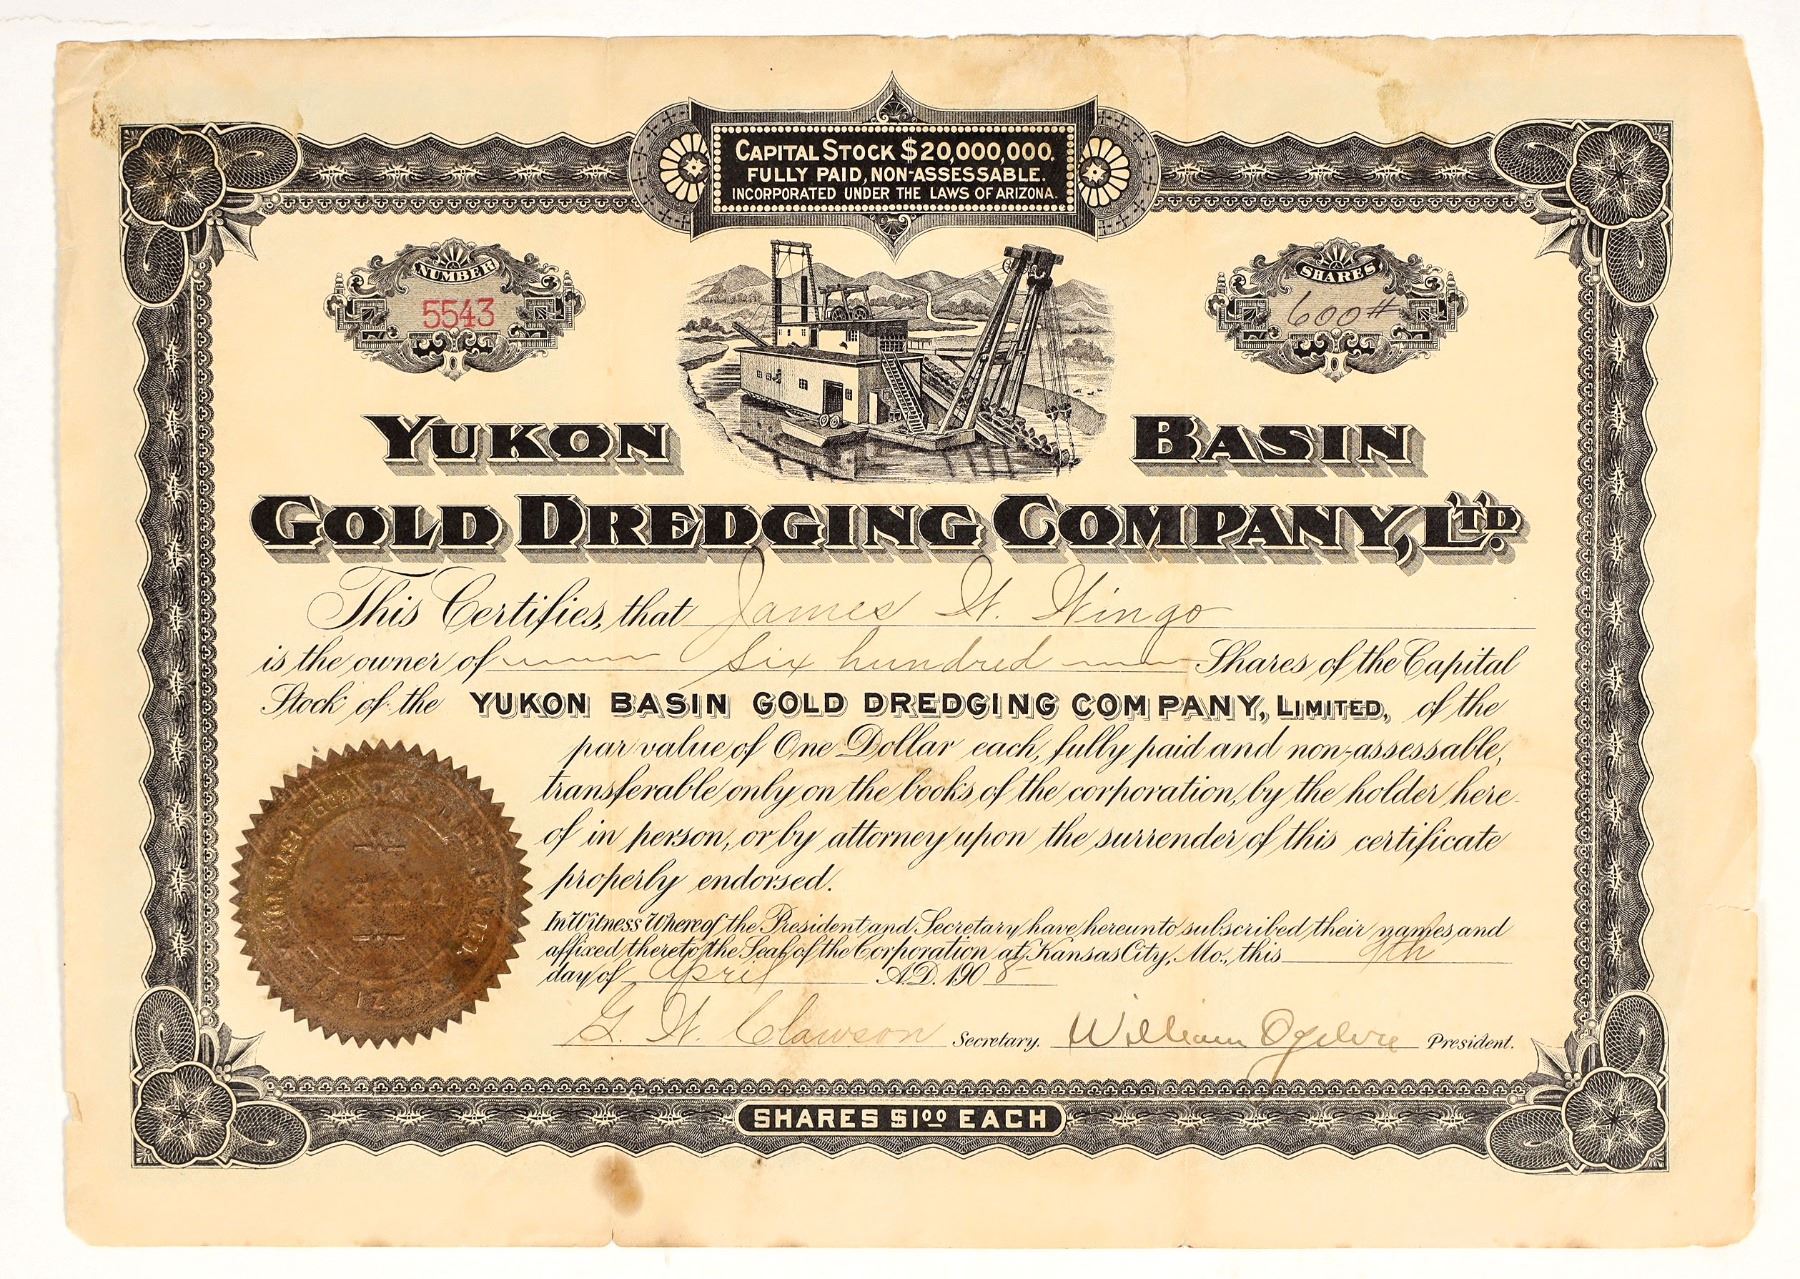 CAPITAL STOCK $20,000,000.
FULLY PAID, NON-ASSESSABLE.
INCORPORATED UNDER THE LAWS OF ARIZONA.
NUMBER
5543
SHARES
600#
YUKON BASIN
GOLD DREDGING COMPANY, LTD.
This Certifies, that James W. Wingo
is the owner of Six hundred Shares of the Capital
Stock of the YUKON BASIN GOLD DREDGING COMPANY, LIMITED, of the
par value of One Dollar each, fully paid and non-assessable,
transferable only on the books of the corporation, by the holder here-
of in person, or by attorney upon the surrender of this certificate
properly endorsed.
In Witness Whereof the President and Secretary have hereunto subscribed their names and
affixed thereto the Seal of the Corporation at Kansas City, Mo., this 9th
day of April A.D. 1908
G. W. Clawson Secretary. William Ogilvie President.
SHARES $1.00 EACH